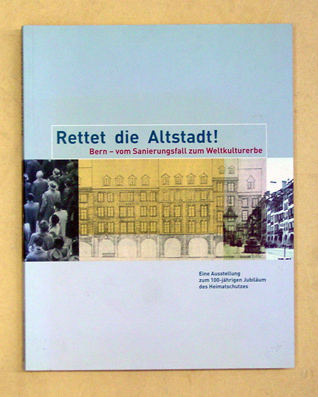 Rettet die Altstadt!
Bern – vom Sanierungsfall zum Weltkulturerbe
Eine Ausstellung
zum 100-jährigen Jubiläum
des Heimatschutzes